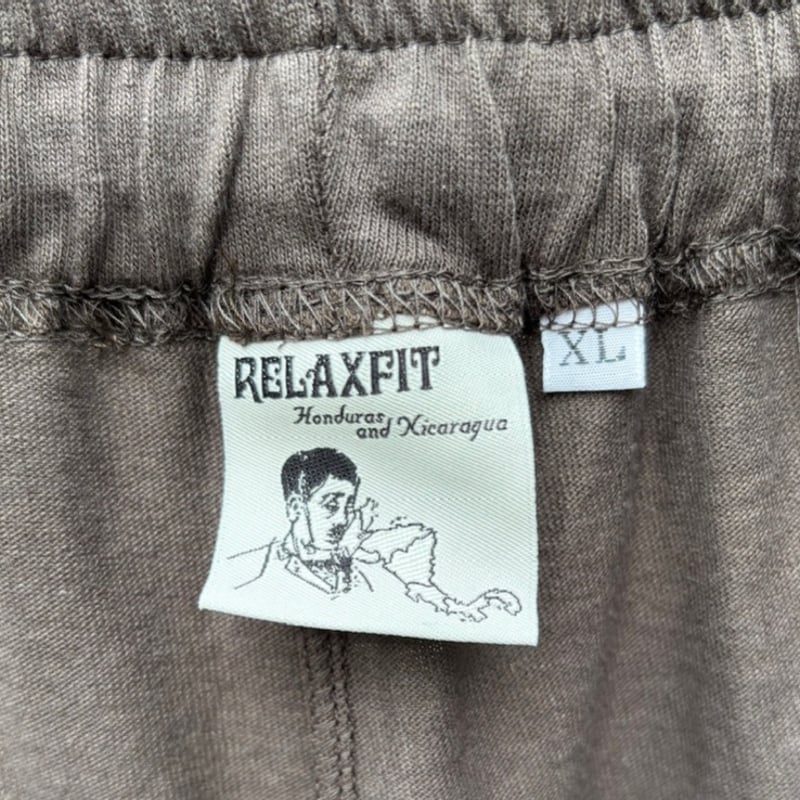 RELAXFIT
Honduras
and Nicaragua
XL